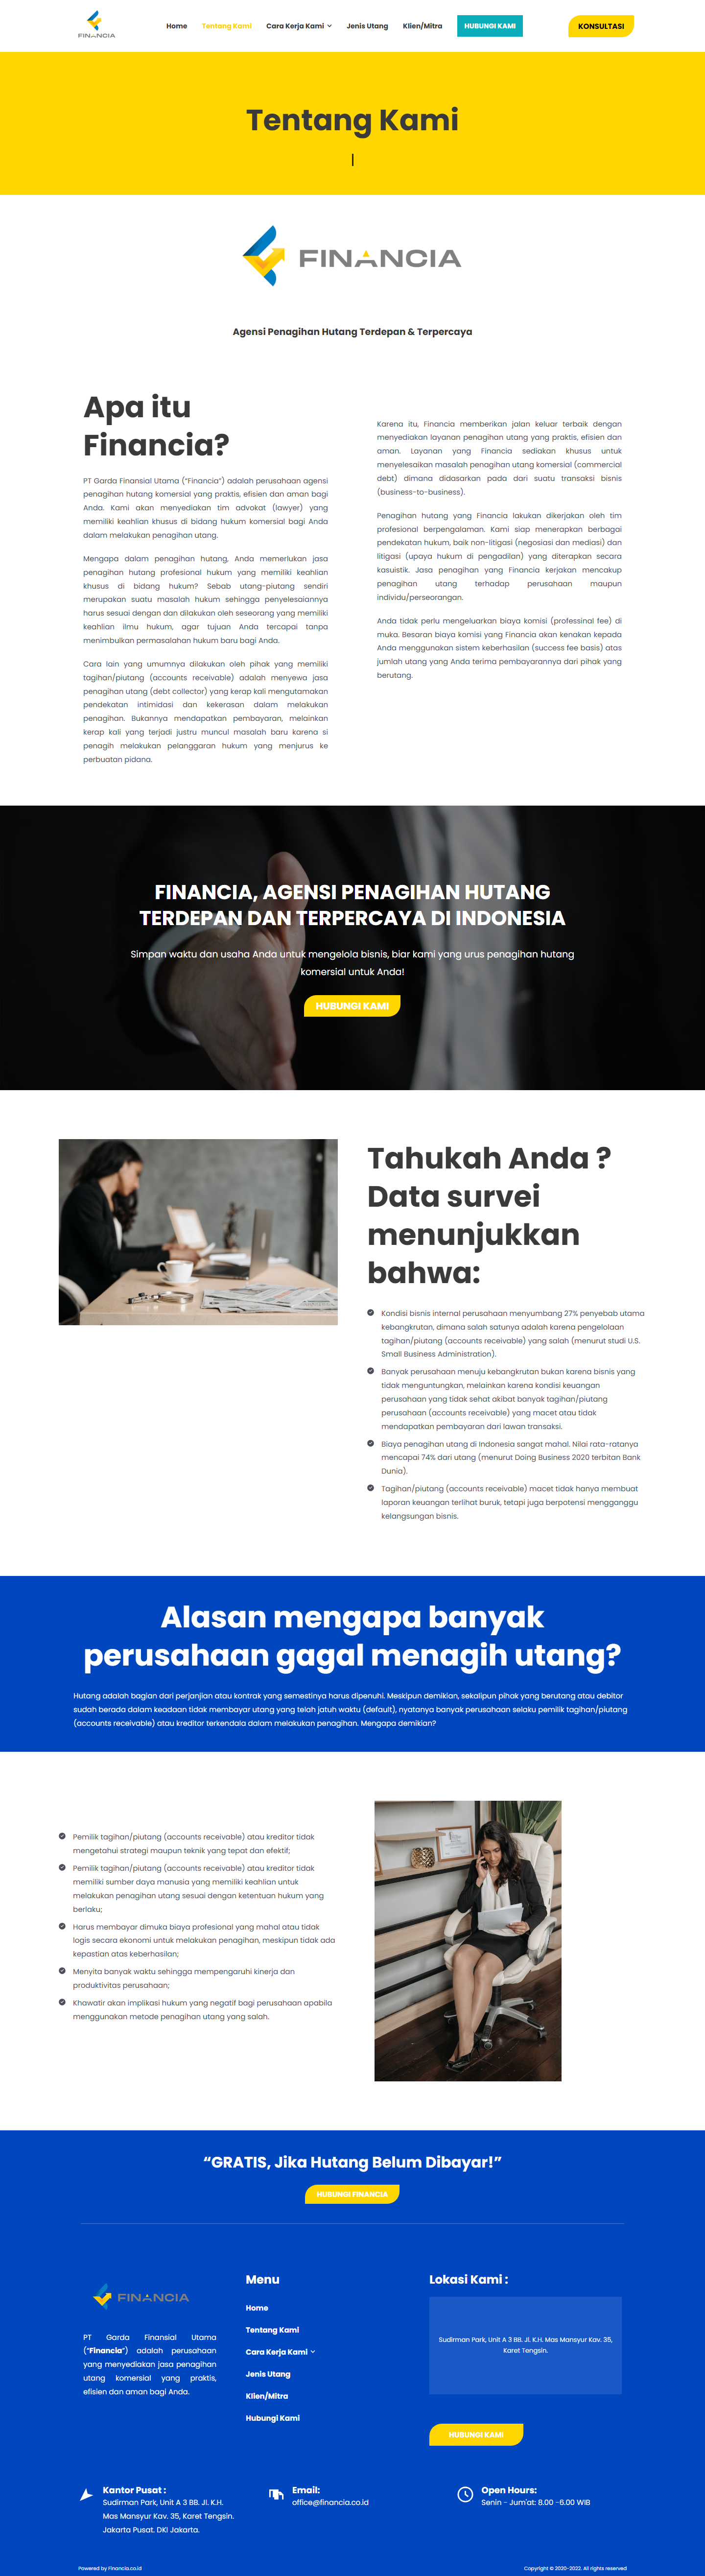 FINANCIA
Home
Tentang Kami
Cara Kerja Kami
Jenis Utang
Klien/Mitra
HUBUNGI KAMI
KONSULTASI
Tentang Kami
FINANCIA
Agensi Penagihan Hutang Terdepan & Terpercaya
Apa itu
Financia?
PT Garda Finansial Utama (“Financia”) adalah perusahaan agensi
penagihan hutang komersial yang praktis, efisien dan aman bagi
Anda. Kami akan menyediakan tim advokat (lawyer) yang
memiliki keahlian khusus di bidang hukum komersial bagi Anda
dalam melakukan penagihan utang.
Mengapa dalam penagihan hutang, Anda memerlukan jasa
penagihan hutang profesional hukum yang memiliki keahlian
khusus di bidang hukum? Sebab utang-piutang sendiri
merupakan suatu masalah hukum sehingga penyelesaiannya
harus sesuai dengan dan dilakukan oleh seseorang yang memiliki
keahlian ilmu hukum, agar tujuan Anda tercapai tanpa
menimbulkan permasalahan hukum baru bagi Anda.
Cara lain yang umumnya dilakukan oleh pihak yang memiliki
tagihan/piutang (accounts receivable) adalah menyewa jasa
penagihan utang (debt collector) yang kerap kali mengutamakan
pendekatan intimidasi dan kekerasan dalam melakukan
penagihan. Bukannya mendapatkan pembayaran, melainkan
kerap kali yang terjadi justru muncul masalah baru karena si
penagih melakukan pelanggaran hukum yang menjurus ke
perbuatan pidana.
Karena itu, Financia memberikan jalan keluar terbaik dengan
menyediakan layanan penagihan utang yang praktis, efisien dan
aman. Layanan yang Financia sediakan khusus untuk
menyelesaikan masalah penagihan utang komersial (commercial
debt) dimana didasarkan pada dari suatu transaksi bisnis
(business-to-business).
Penagihan hutang yang Financia lakukan dikerjakan oleh tim
profesional berpengalaman. Kami siap menerapkan berbagai
pendekatan hukum, baik non-litigasi (negosiasi dan mediasi) dan
litigasi (upaya hukum di pengadilan) yang diterapkan secara
kasuistik. Jasa penagihan yang Financia kerjakan mencakup
penagihan utang terhadap perusahaan maupun
individu/perseorangan.
Anda tidak perlu mengeluarkan biaya komisi (professinal fee) di
muka. Besaran biaya komisi yang Financia akan kenakan kepada
Anda menggunakan sistem keberhasilan (success fee basis) atas
jumlah utang yang Anda terima pembayarannya dari pihak yang
berutang.
FINANCIA, AGENSI PENAGIHAN HUTANG
TERDEPAN DAN TERPERCAYA DI INDONESIA
Simpan waktu dan usaha Anda untuk mengelola bisnis, biar kami yang urus penagihan hutang
komersial untuk Anda!
HUBUNGI KAMI
Tahukah Anda ?
Data survei
menunjukkan
bahwa:
Kondisi bisnis internal perusahaan menyumbang 27% penyebab utama
kebangkrutan, dimana salah satunya adalah karena pengelolaan
tagihan/piutang (accounts receivable) yang salah (menurut studi U.S.
Small Business Administration).
Banyak perusahaan menuju kebangkrutan bukan karena bisnis yang
tidak menguntungkan, melainkan karena kondisi keuangan
perusahaan yang tidak sehat akibat banyak tagihan/piutang
perusahaan (accounts receivable) yang macet atau tidak
mendapatkan pembayaran dari lawan transaksi.
Biaya penagihan utang di Indonesia sangat mahal. Nilai rata-ratanya
mencapai 74% dari utang (menurut Doing Business 2020 terbitan Bank
Dunia).
Tagihan/piutang (accounts receivable) macet tidak hanya membuat
laporan keuangan terlihat buruk, tetapi juga berpotensi mengganggu
kelangsungan bisnis.
Alasan mengapa banyak
perusahaan gagal menagih utang?
Hutang adalah bagian dari perjanjian atau kontrak yang semestinya harus dipenuhi. Meskipun demikian, sekalipun pihak yang berutang atau debitor
sudah berada dalam keadaan tidak membayar utang yang telah jatuh waktu (default), nyatanya banyak perusahaan selaku pemilik tagihan/piutang
(accounts receivable) atau kreditor terkendala dalam melakukan penagihan. Mengapa demikian?
Pemilik tagihan/piutang (accounts receivable) atau kreditor tidak
mengetahui strategi maupun teknik yang tepat dan efektif;
Pemilik tagihan/piutang (accounts receivable) atau kreditor tidak
memiliki sumber daya manusia yang memiliki keahlian untuk
melakukan penagihan utang sesuai dengan ketentuan hukum yang
berlaku;
Harus membayar dimuka biaya profesional yang mahal atau tidak
logis secara ekonomi untuk melakukan penagihan, meskipun tidak ada
kepastian atas keberhasilan;
Menyita banyak waktu sehingga mempengaruhi kinerja dan
produktivitas perusahaan;
Khawatir akan implikasi hukum yang negatif bagi perusahaan apabila
menggunakan metode penagihan utang yang salah.
“GRATIS, Jika Hutang Belum Dibayar!”
HUBUNGI FINANCIA
FINANCIA
PT Garda Finansial Utama
(“Financia”) adalah perusahaan
yang menyediakan jasa penagihan
utang komersial yang praktis,
efisien dan aman bagi Anda.
Menu
Home
Tentang Kami
Cara Kerja Kami
Jenis Utang
Klien/Mitra
Hubungi Kami
Lokasi Kami :
Sudirman Park, Unit A 3 BB. Jl. K.H. Mas Mansyur Kav. 35,
Karet Tengsin.
HUBUNGI KAMI
Kantor Pusat :
Sudirman Park, Unit A 3 BB. Jl. K.H.
Mas Mansyur Kav. 35, Karet Tengsin.
Jakarta Pusat. DKI Jakarta.
Email:
office@financia.co.id
Open Hours:
Senin - Jum'at: 8.00 -6.00 WIB
Powered by Financia.co.id
Copyright © 2020-2022. All rights reserved